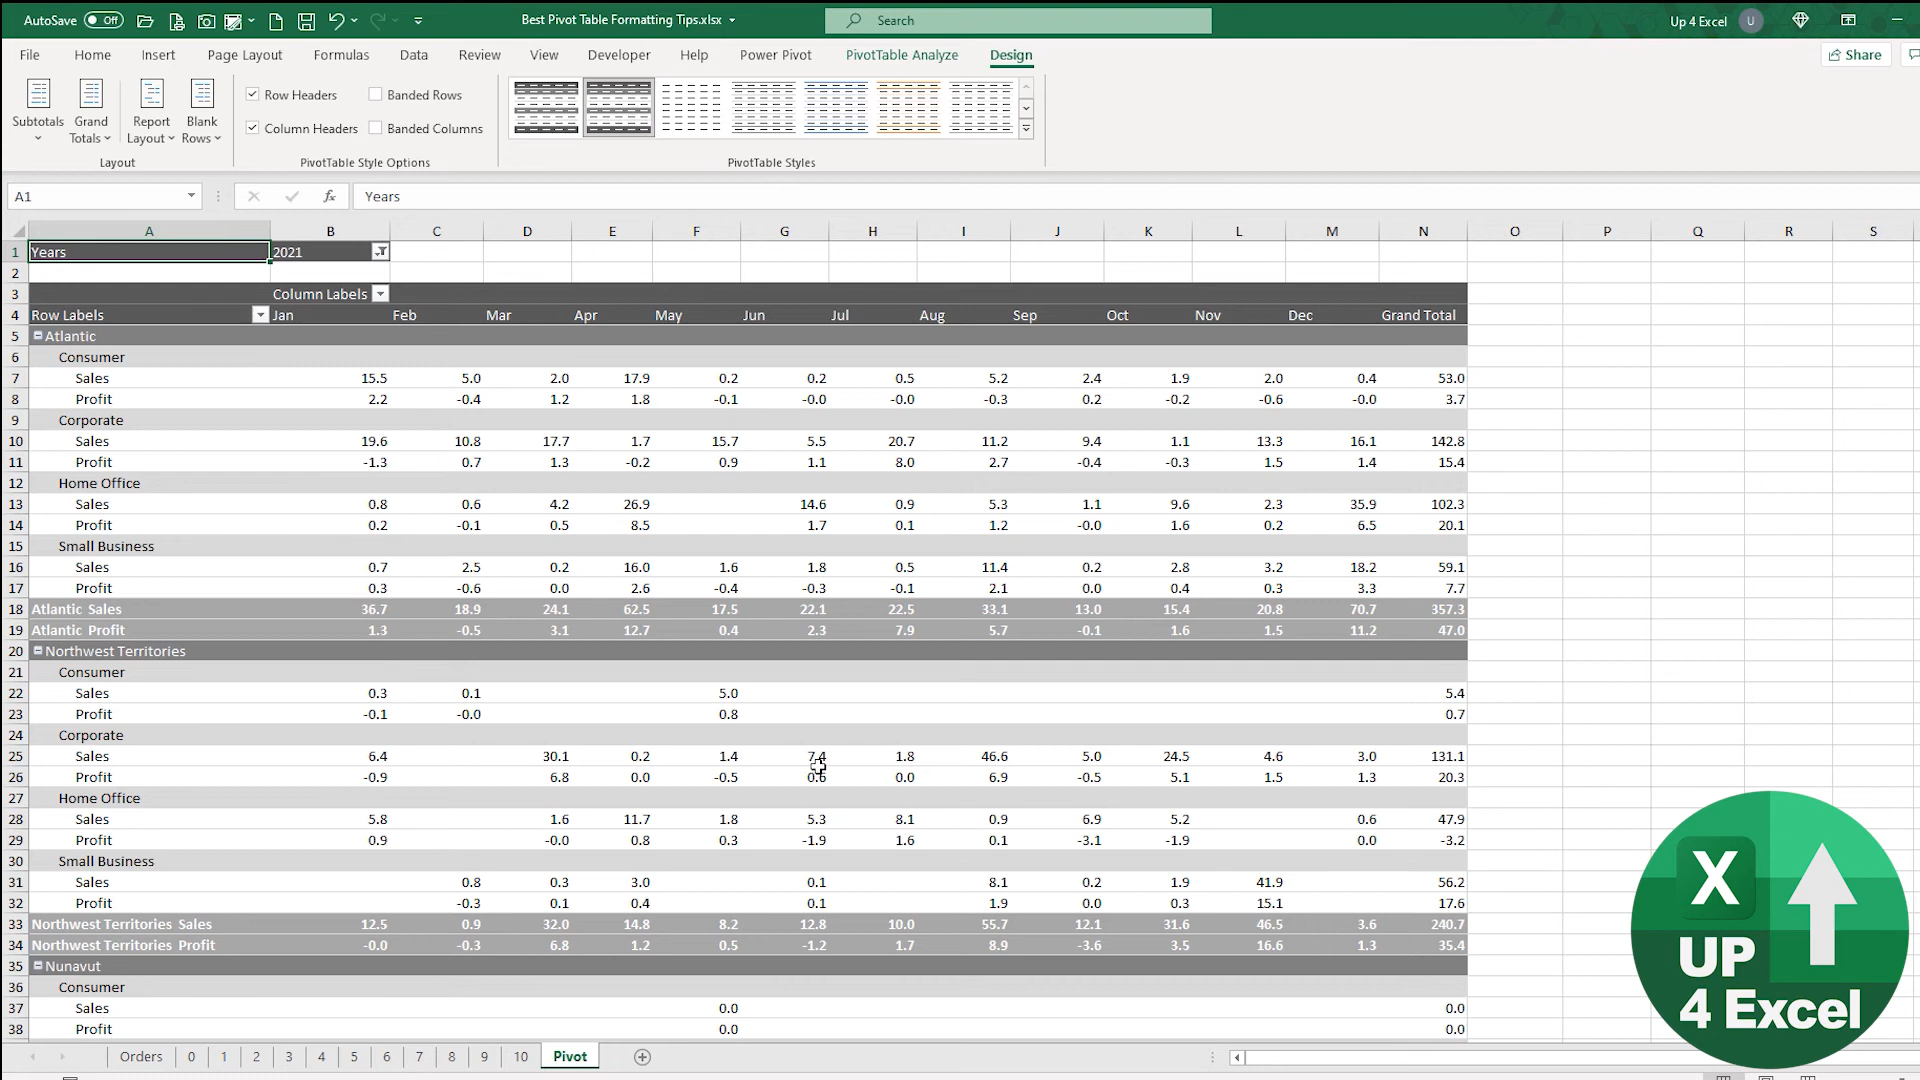 AutoSave Off Best Pivot Table Formatting Tips.xlsx Search Up 4 Excel U
File Home Insert Page Layout Formulas Data Review View Developer Help Power Pivot PivotTable Analyze Design Share
Subtotals Grand Totals Report Layout Blank Rows
Row Headers Banded Rows
Column Headers Banded Columns
Layout PivotTable Style Options PivotTable Styles
A1 fx Years
A B C D E F G H I J K L M N O P Q R S
1 Years 2021
2
3 Column Labels
4 Row Labels Jan Feb Mar Apr May Jun Jul Aug Sep Oct Nov Dec Grand Total
5 Atlantic
6 Consumer
7 Sales 15.5 5.0 2.0 17.9 0.2 0.2 0.5 5.2 2.4 1.9 2.0 0.4 53.0
8 Profit 2.2 -0.4 1.2 1.8 -0.1 -0.0 -0.0 -0.3 0.2 -0.2 -0.6 -0.0 3.7
9 Corporate
10 Sales 19.6 10.8 17.7 1.7 15.7 5.5 20.7 11.2 9.4 1.1 13.3 16.1 142.8
11 Profit -1.3 0.7 1.3 -0.2 0.9 1.1 8.0 2.7 -0.4 -0.3 1.5 1.4 15.4
12 Home Office
13 Sales 0.8 0.6 4.2 26.9 14.6 0.9 5.3 1.1 9.6 2.3 35.9 102.3
14 Profit 0.2 -0.1 0.5 8.5 1.7 0.1 1.2 -0.0 1.6 0.2 6.5 20.1
15 Small Business
16 Sales 0.7 2.5 0.2 16.0 1.6 1.8 0.5 11.4 0.2 2.8 3.2 18.2 59.1
17 Profit 0.3 -0.6 0.0 2.6 -0.4 -0.3 -0.1 2.1 0.0 0.4 0.3 3.3 7.7
18 Atlantic Sales 36.7 18.9 24.1 62.5 17.5 22.1 22.5 33.1 13.0 15.4 20.8 70.7 357.3
19 Atlantic Profit 1.3 -0.5 3.1 12.7 0.4 2.3 7.9 5.7 -0.1 1.6 1.5 11.2 47.0
20 Northwest Territories
21 Consumer
22 Sales 0.3 0.1 5.0 5.4
23 Profit -0.1 -0.0 0.8 0.7
24 Corporate
25 Sales 6.4 30.1 0.2 1.4 7.4 1.8 46.6 5.0 24.5 4.6 3.0 131.1
26 Profit -0.9 6.8 0.0 -0.5 0.6 0.0 6.9 -0.5 5.1 1.5 1.3 20.3
27 Home Office
28 Sales 5.8 1.6 11.7 1.8 5.3 8.1 0.9 6.9 5.2 0.6 47.9
29 Profit 0.9 -0.0 0.8 0.3 -1.9 1.6 0.1 -3.1 -1.9 0.0 -3.2
30 Small Business
31 Sales 0.8 0.3 3.0 0.1 8.1 0.2 1.9 41.9 56.2
32 Profit -0.3 0.1 0.4 0.1 1.9 0.0 0.3 15.1 17.6
33 Northwest Territories Sales 12.5 0.9 32.0 14.8 8.2 12.8 10.0 55.7 12.1 31.6 46.5 3.6 240.7
34 Northwest Territories Profit -0.0 -0.3 6.8 1.2 0.5 -1.2 1.7 8.9 -3.6 3.5 16.6 1.3 35.4
35 Nunavut
36 Consumer
37 Sales 0.0 0.0
38 Profit 0.0 0.0
Orders 0 1 2 3 4 5 6 7 8 9 10 Pivot
X
UP
4 Excel